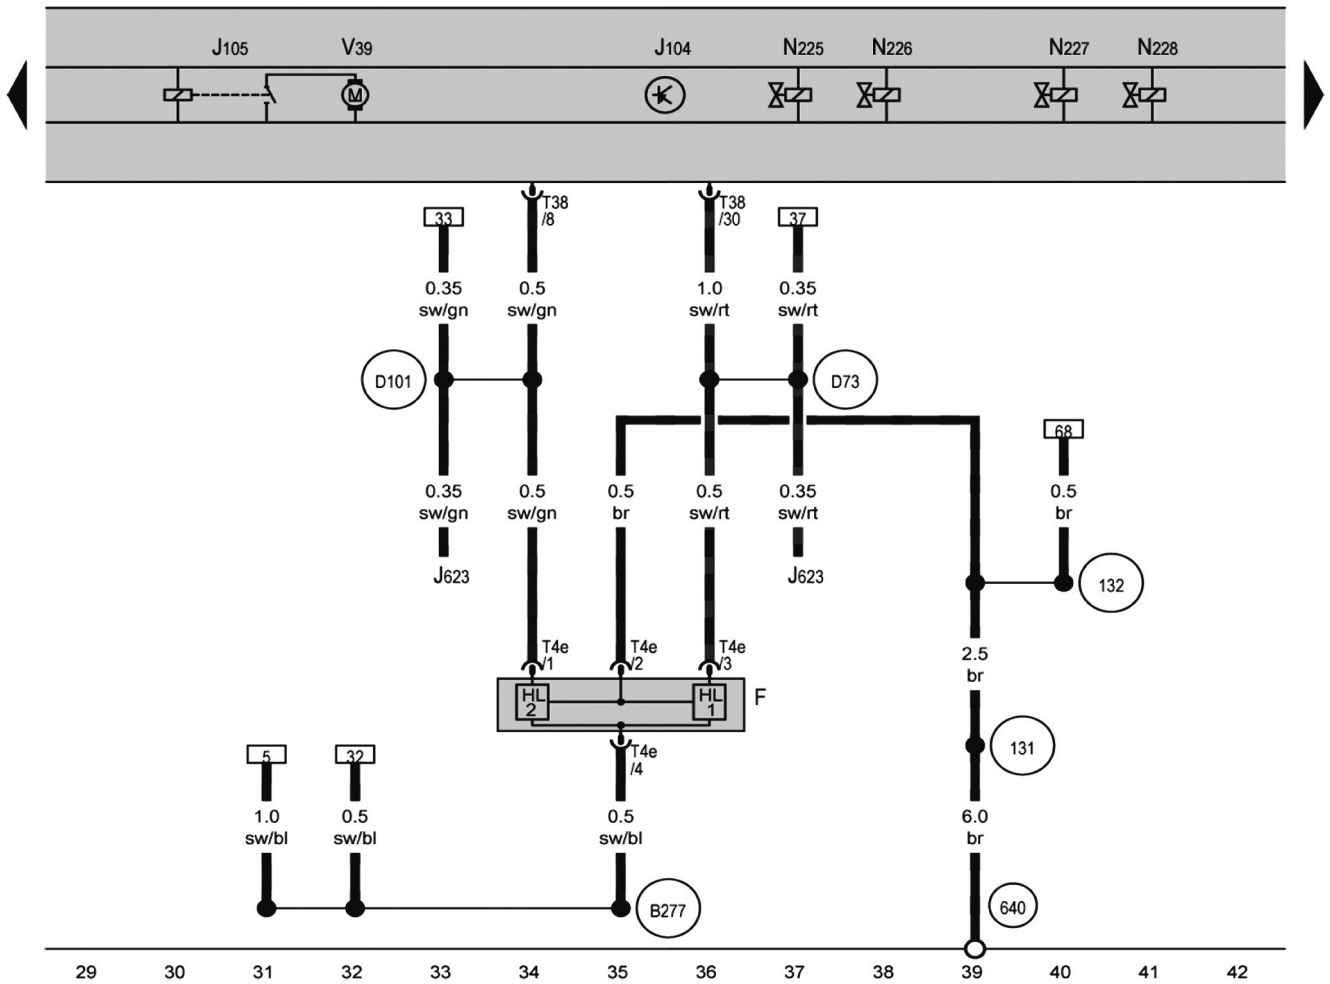 J105 V39 J104 N225 N226 N227 N228
M
T38
/8
T38
/30
33 37
0.35 0.5 1.0 0.35
sw/gn sw/gn sw/rt sw/rt
D101 D73
68
0.35 0.5 0.5 0.5 0.35 0.5
sw/gn sw/gn br sw/rt sw/rt br
J623 J623
132
T4e T4e T4e
/1 /2 /3
2.5
br
HL HL F
2 1
131
5 32 T4e
/4
1.0 0.5 0.5 6.0
sw/bl sw/bl sw/bl br
B277 640
29 30 31 32 33 34 35 36 37 38 39 40 41 42